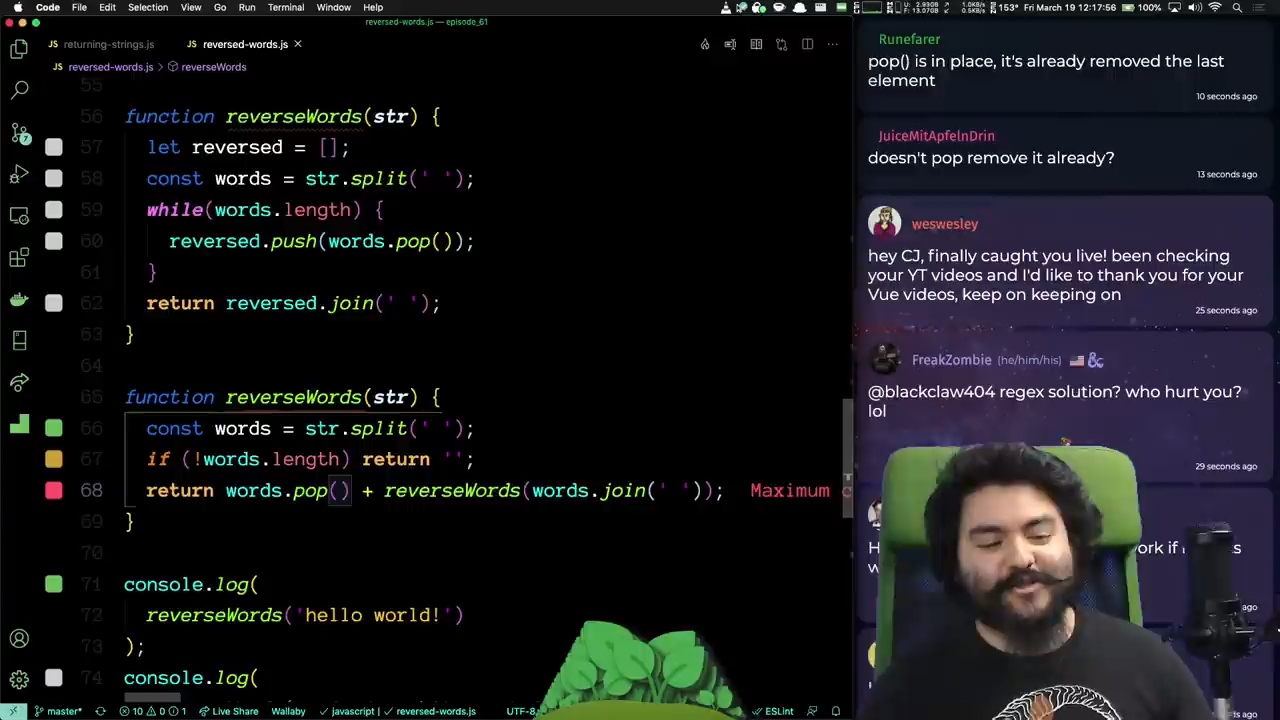 Code File Edit Selection View Go Run Terminal Window Help
153° Fri March 19 12:17:56 100%
reversed-words.js — episode_61
JS returning-strings.js JS reversed-words.js ×
JS reversed-words.js > reverseWords
55
56 function reverseWords(str) {
57 let reversed = [];
58 const words = str.split(' ');
59 while(words.length) {
60 reversed.push(words.pop());
61 }
62 return reversed.join(' ');
63 }
64
65 function reverseWords(str) {
66 const words = str.split(' ');
67 if (!words.length) return '';
68 return words.pop() + reverseWords(words.join(' ')); Maximum c
69 }
70
71 console.log(
72 reverseWords('hello world!')
73 );
74 console.log(
master* 10 0 1 Live Share Wallaby ✓ javascript | ✓ reversed-words.js UTF-8 ✓ ESLint
Runefarer
pop() is in place, it's already removed the last
element
10 seconds ago
JuiceMitApfelnDrin
doesn't pop remove it already?
13 seconds ago
weswesley
hey CJ, finally caught you live! been checking
your YT videos and I'd like to thank you for your
Vue videos, keep on keeping on
25 seconds ago
FreakZombie (he/him/his)
@blackclaw404 regex solution? who hurt you?
lol
29 seconds ago